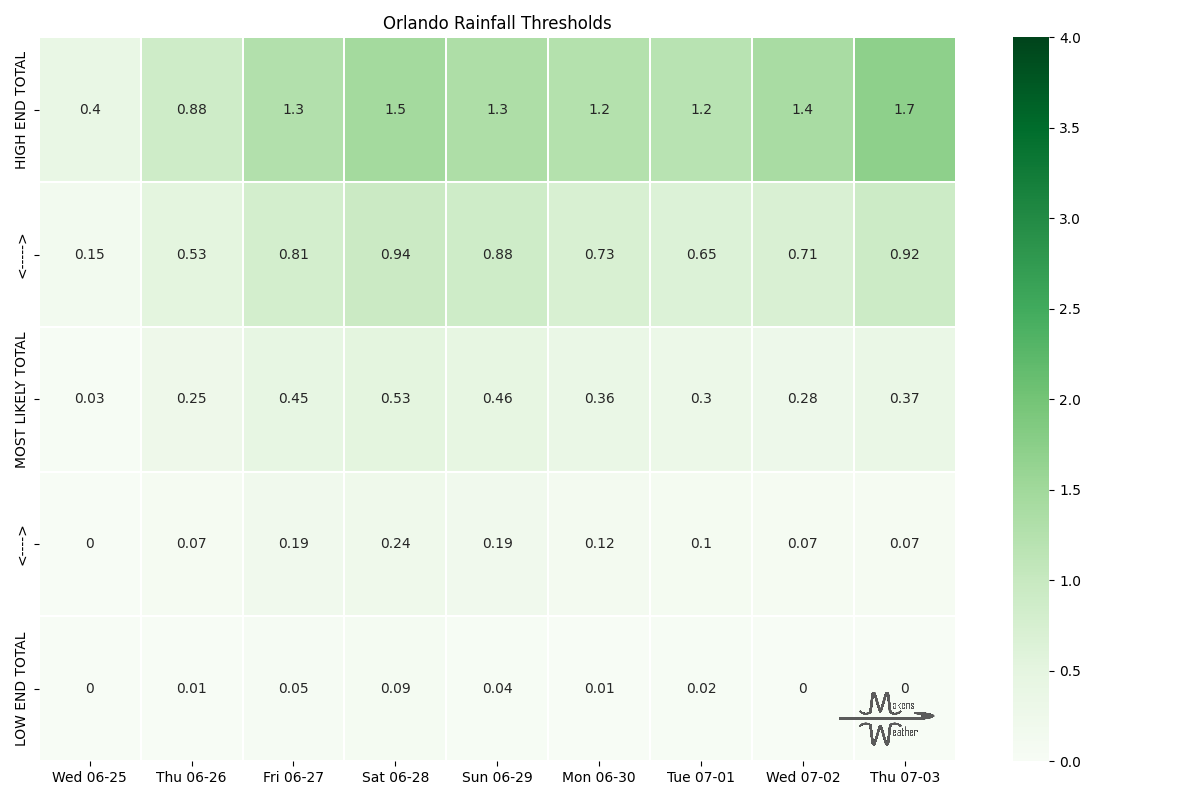 Orlando Rainfall Thresholds
HIGH END TOTAL
0.4 0.88 1.3 1.5 1.3 1.2 1.2 1.4 1.7
<----->
0.15 0.53 0.81 0.94 0.88 0.73 0.65 0.71 0.92
MOST LIKELY TOTAL
0.03 0.25 0.45 0.53 0.46 0.36 0.3 0.28 0.37
<---->
0 0.07 0.19 0.24 0.19 0.12 0.1 0.07 0.07
LOW END TOTAL
0 0.01 0.05 0.09 0.04 0.01 0.02 0 0
Makens
Weather
Wed 06-25 Thu 06-26 Fri 06-27 Sat 06-28 Sun 06-29 Mon 06-30 Tue 07-01 Wed 07-02 Thu 07-03
4.0
3.5
3.0
2.5
2.0
1.5
1.0
0.5
0.0